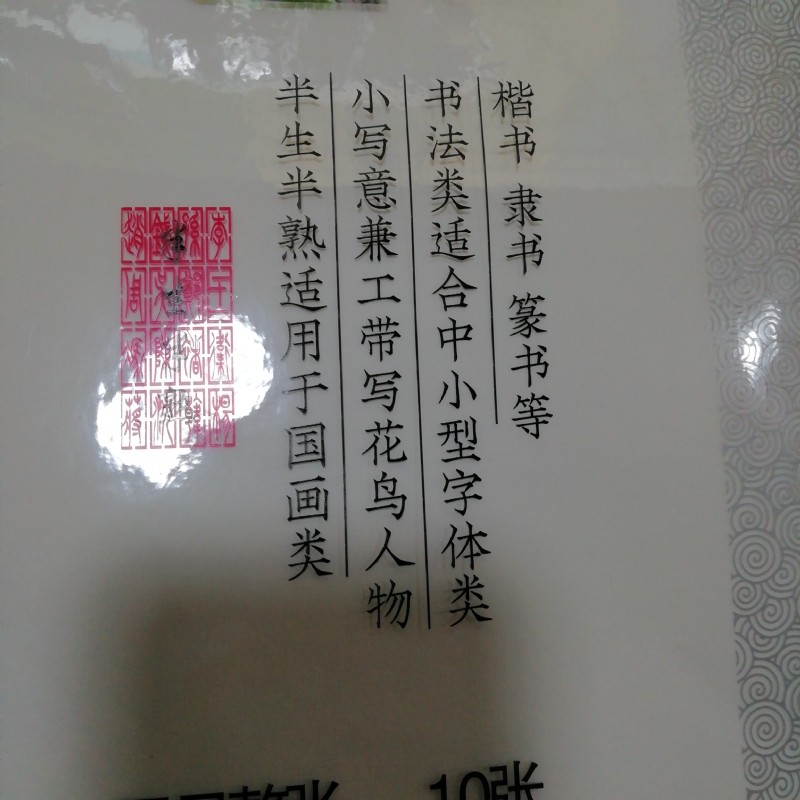 半生半熟适用于国画类
小写意兼工带写花鸟人物
书法类适合中小型字体类
楷书 隶书 篆书等
10张